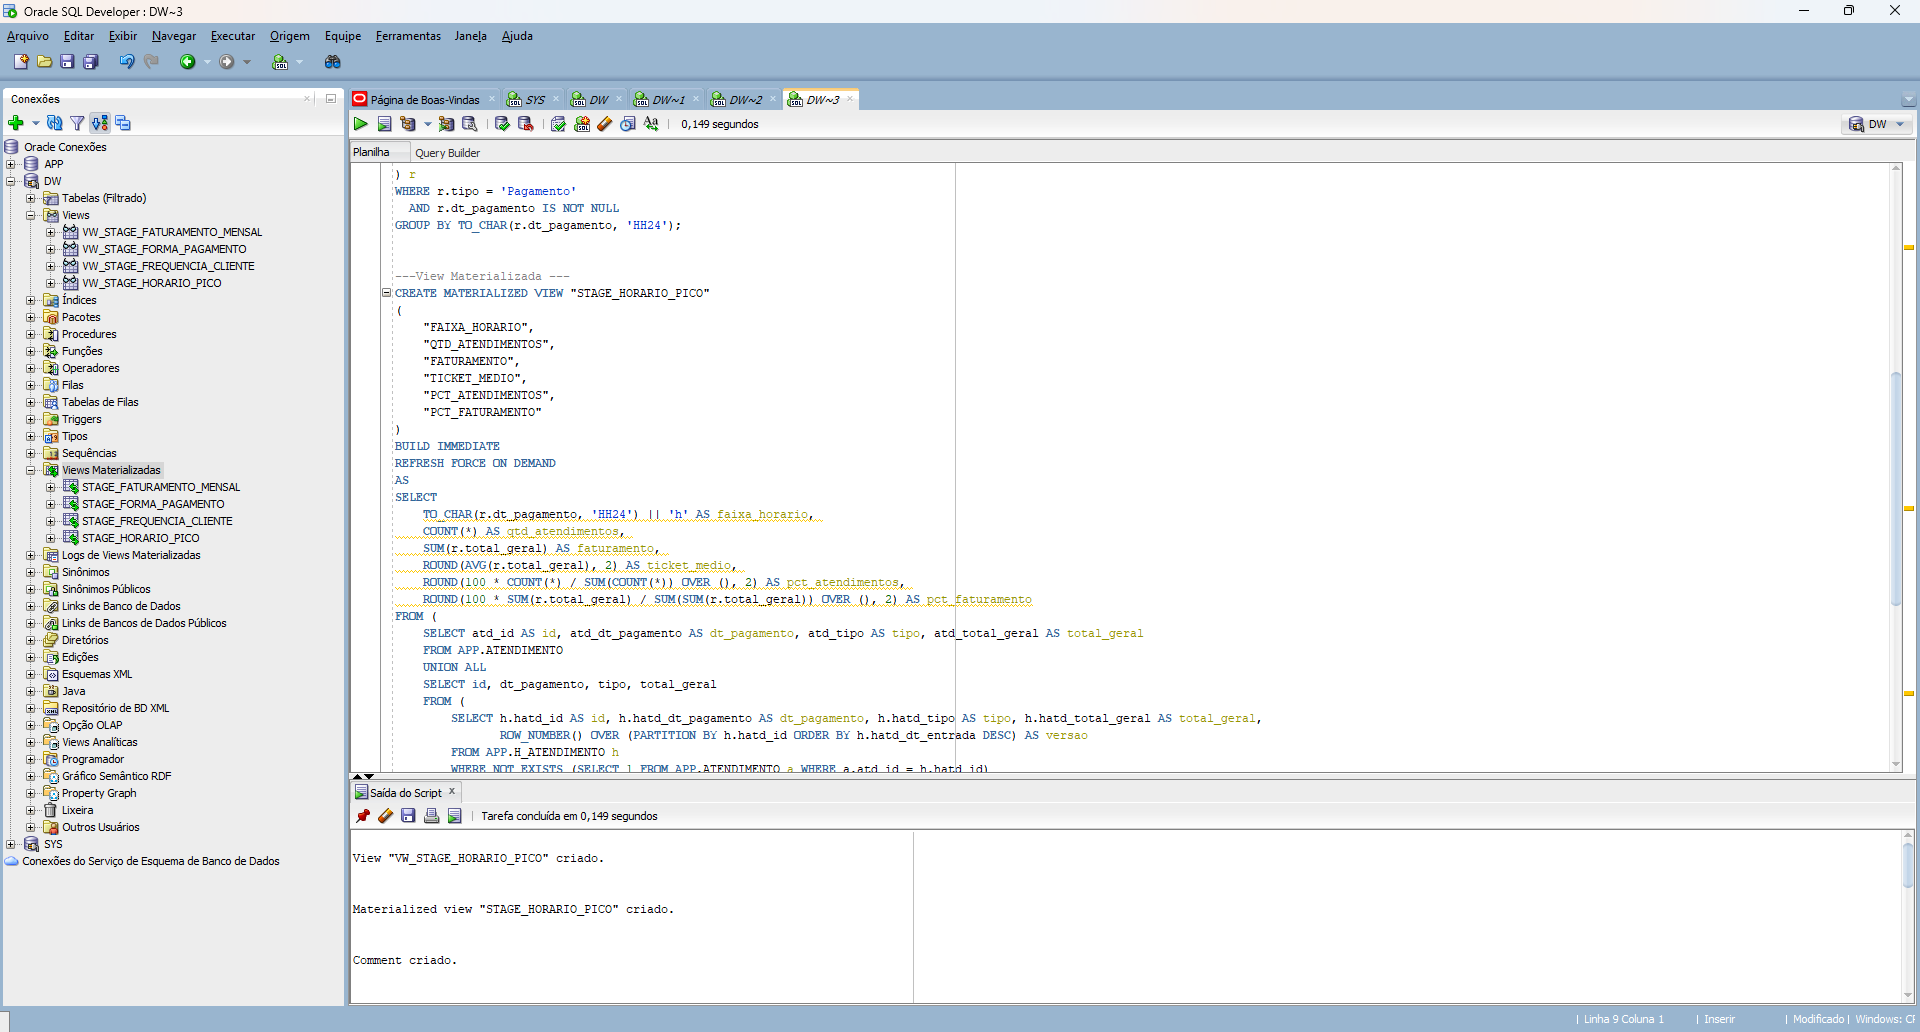 Oracle SQL Developer : DW~3
Arquivo Editar Exibir Navegar Executar Origem Equipe Ferramentas Janela Ajuda
Conexões
Oracle Conexões
APP
DW
Tabelas (Filtrado)
Views
VW_STAGE_FATURAMENTO_MENSAL
VW_STAGE_FORMA_PAGAMENTO
VW_STAGE_FREQUENCIA_CLIENTE
VW_STAGE_HORARIO_PICO
Índices
Pacotes
Procedures
Funções
Operadores
Filas
Tabelas de Filas
Triggers
Tipos
Sequências
Views Materializadas
STAGE_FATURAMENTO_MENSAL
STAGE_FORMA_PAGAMENTO
STAGE_FREQUENCIA_CLIENTE
STAGE_HORARIO_PICO
Logs de Views Materializadas
Sinônimos
Sinônimos Públicos
Links de Banco de Dados
Links de Bancos de Dados Públicos
Diretórios
Edições
Esquemas XML
Java
Repositório de BD XML
Opção OLAP
Views Analíticas
Programador
Gráfico Semântico RDF
Property Graph
Lixeira
Outros Usuários
SYS
Conexões do Serviço de Esquema de Banco de Dados
Página de Boas-Vindas SYS DW DW~1 DW~2 DW~3
0,149 segundos
DW
Planilha Query Builder
) r
WHERE r.tipo = 'Pagamento'
AND r.dt_pagamento IS NOT NULL
GROUP BY TO_CHAR(r.dt_pagamento, 'HH24');
---View Materializada ---
CREATE MATERIALIZED VIEW "STAGE_HORARIO_PICO"
(
"FAIXA_HORARIO",
"QTD_ATENDIMENTOS",
"FATURAMENTO",
"TICKET_MEDIO",
"PCT_ATENDIMENTOS",
"PCT_FATURAMENTO"
)
BUILD IMMEDIATE
REFRESH FORCE ON DEMAND
AS
SELECT
TO_CHAR(r.dt_pagamento, 'HH24') || 'h' AS faixa_horario,
COUNT(*) AS qtd_atendimentos,
SUM(r.total_geral) AS faturamento,
ROUND(AVG(r.total_geral), 2) AS ticket_medio,
ROUND(100 * COUNT(*) / SUM(COUNT(*)) OVER (), 2) AS pct_atendimentos,
ROUND(100 * SUM(r.total_geral) / SUM(SUM(r.total_geral)) OVER (), 2) AS pct_faturamento
FROM (
SELECT atd_id AS id, atd_dt_pagamento AS dt_pagamento, atd_tipo AS tipo, atd_total_geral AS total_geral
FROM APP.ATENDIMENTO
UNION ALL
SELECT id, dt_pagamento, tipo, total_geral
FROM (
SELECT h.hatd_id AS id, h.hatd_dt_pagamento AS dt_pagamento, h.hatd_tipo AS tipo, h.hatd_total_geral AS total_geral,
ROW_NUMBER() OVER (PARTITION BY h.hatd_id ORDER BY h.hatd_dt_entrada DESC) AS versao
FROM APP.H_ATENDIMENTO h
WHERE NOT EXISTS (SELECT 1 FROM APP.ATENDIMENTO a WHERE a.atd_id = h.hatd_id)
Saída do Script
Tarefa concluída em 0,149 segundos
View "VW_STAGE_HORARIO_PICO" criado.
Materialized view "STAGE_HORARIO_PICO" criado.
Comment criado.
| Linha 9 Coluna 1 | Inserir | Modificado | Windows: CF